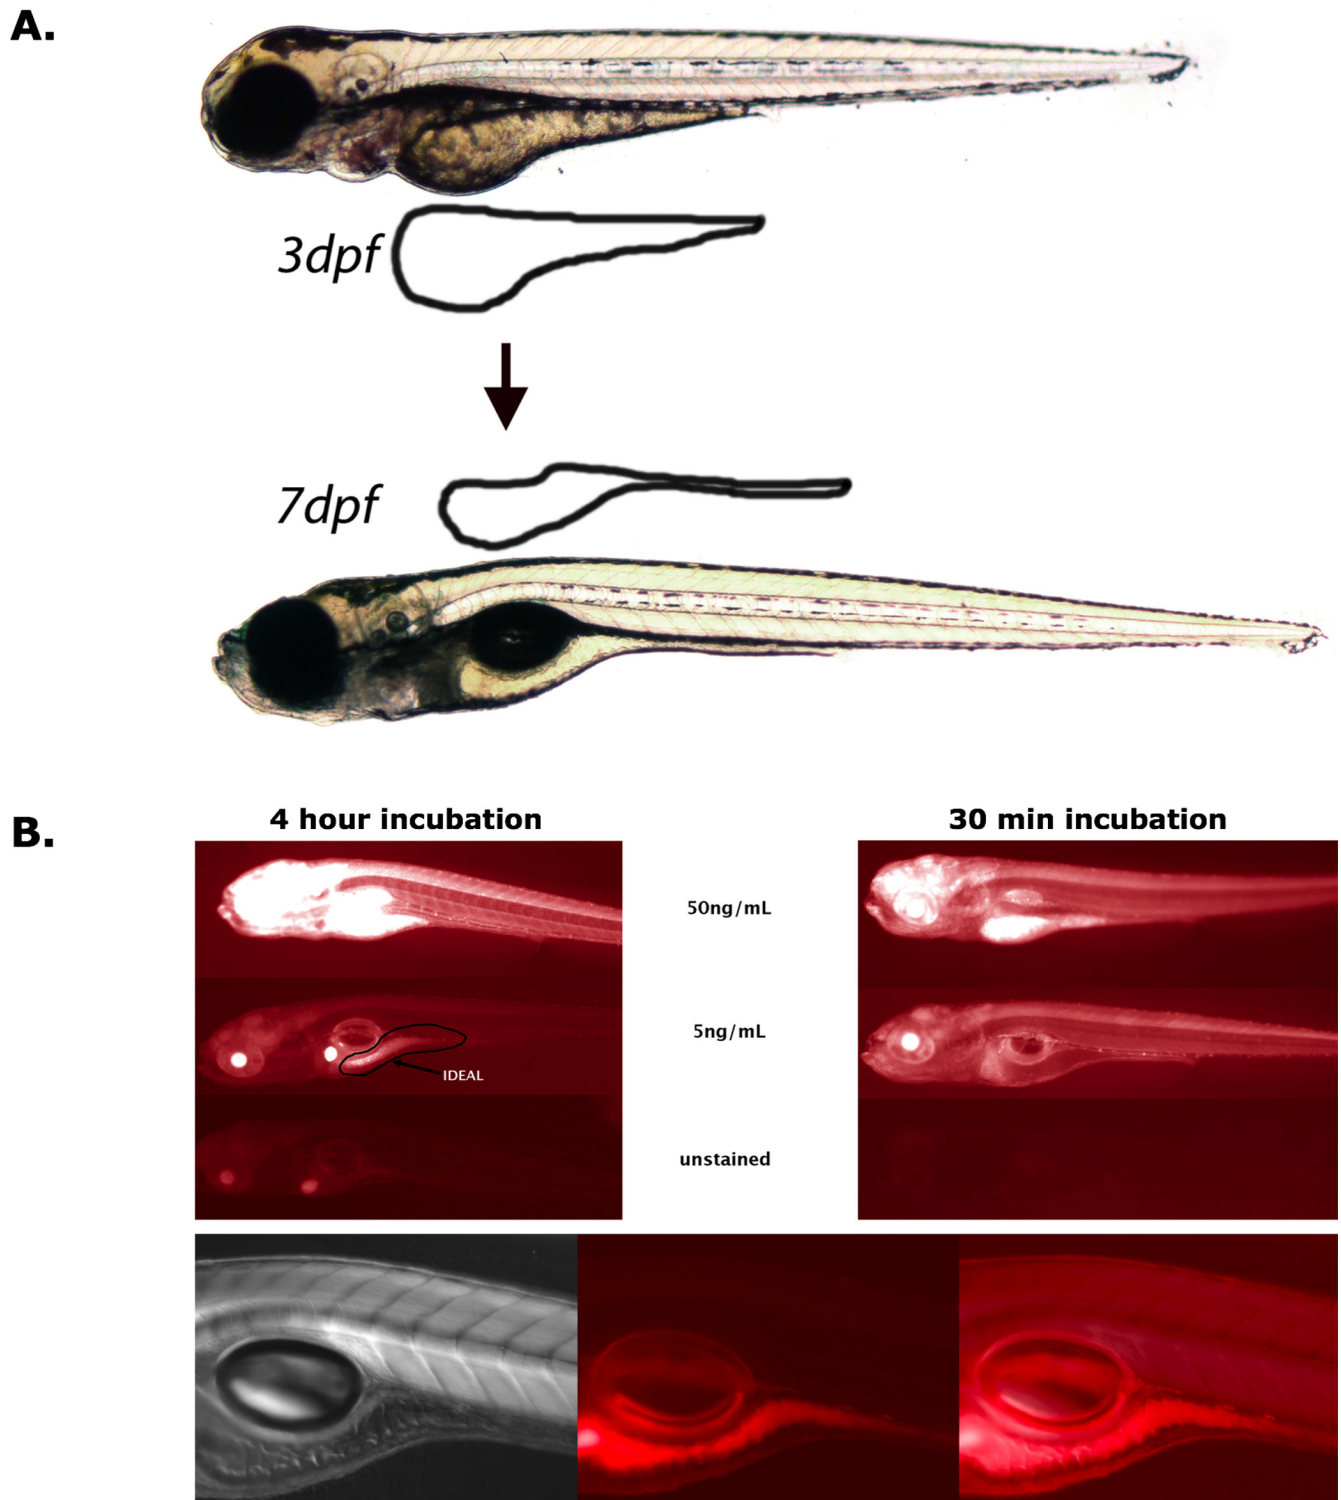 A.
3dpf
7dpf
B.
4 hour incubation
30 min incubation
50ng/mL
5ng/mL
IDEAL
unstained